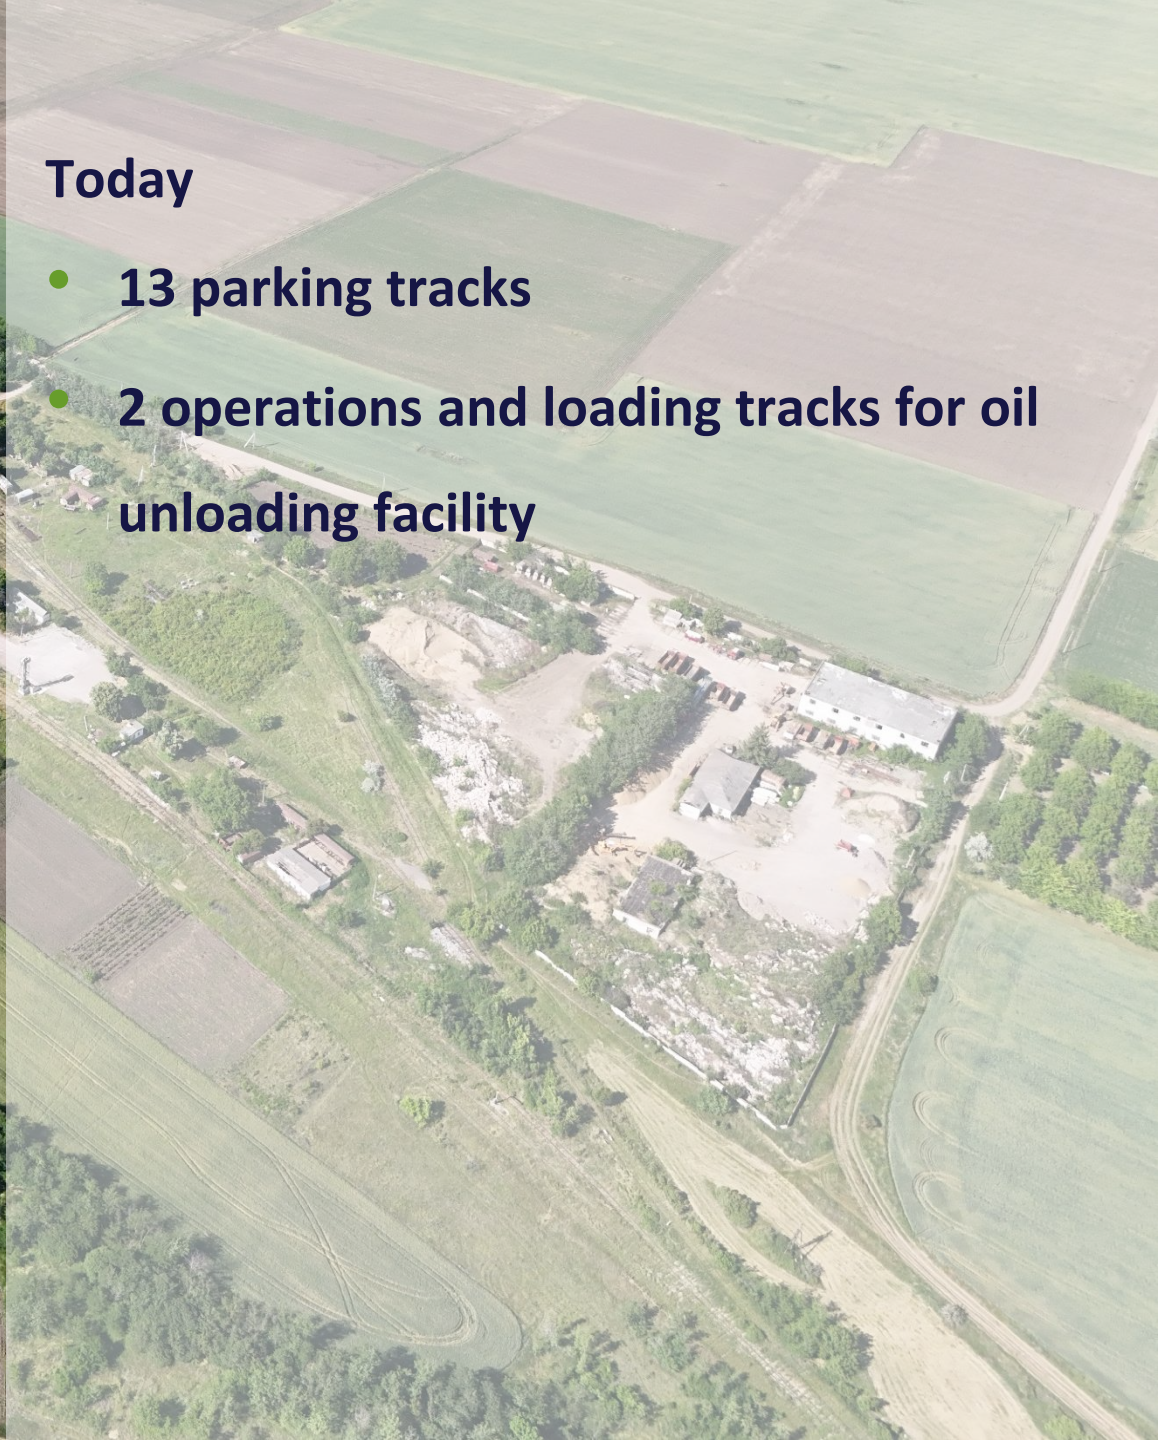 Today
• 13 parking tracks
• 2 operations and loading tracks for oil
unloading facility